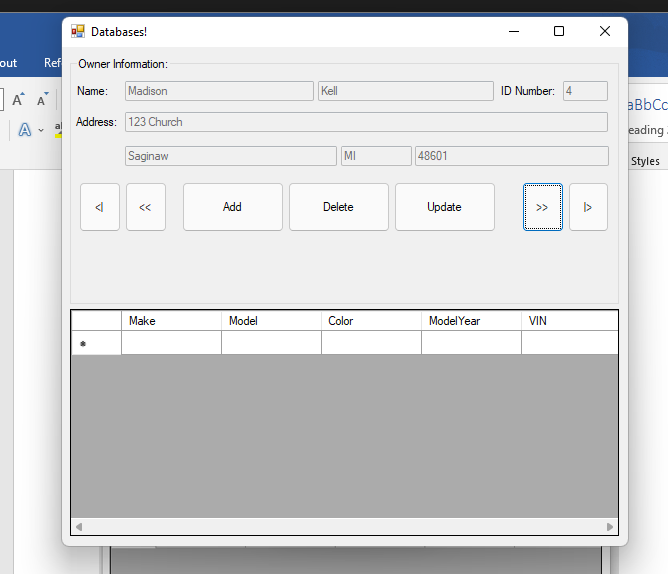 Databases!
out Ref
A A
A
aBbCc
eading
Styles
Owner Information:
Name: Madison Kell ID Number: 4
Address: 123 Church
Saginaw MI 48601
<| << Add Delete Update >> |>
Make Model Color ModelYear VIN
*